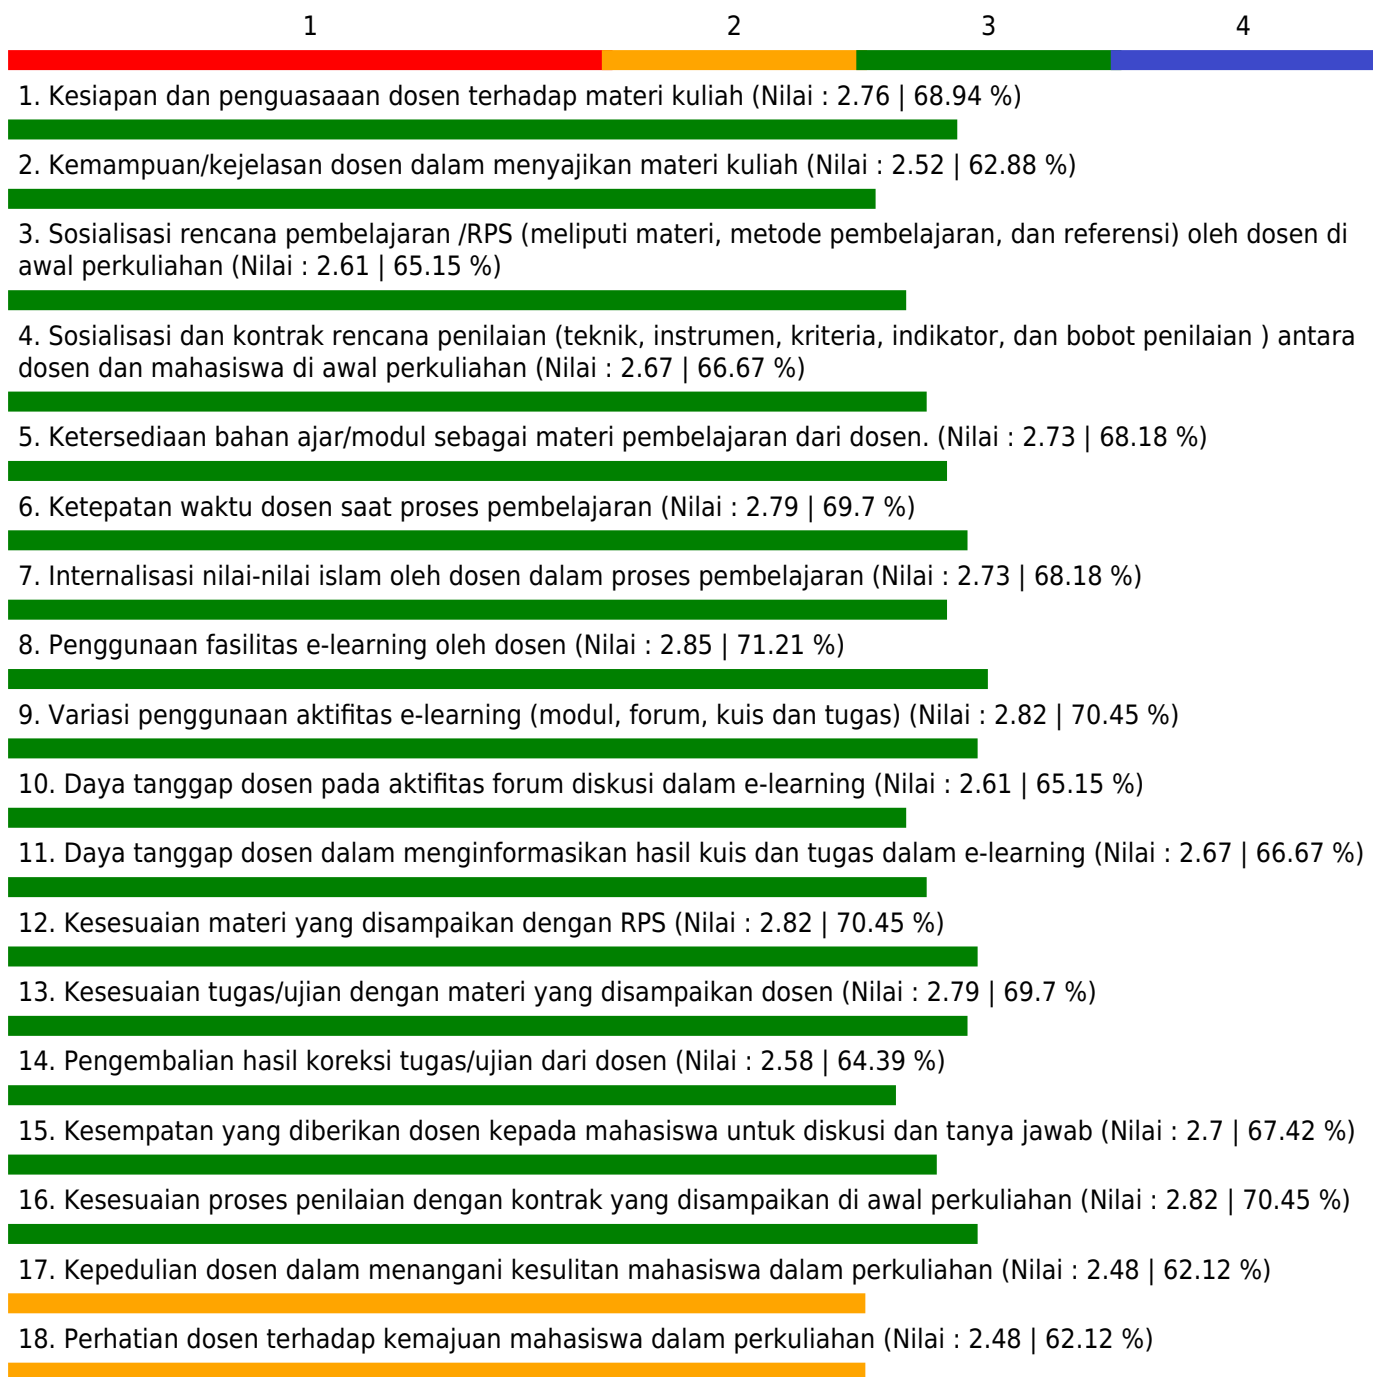 1 2 3 4
1. Kesiapan dan penguasaaan dosen terhadap materi kuliah (Nilai : 2.76 | 68.94 %)
2. Kemampuan/kejelasan dosen dalam menyajikan materi kuliah (Nilai : 2.52 | 62.88 %)
3. Sosialisasi rencana pembelajaran /RPS (meliputi materi, metode pembelajaran, dan referensi) oleh dosen di
awal perkuliahan (Nilai : 2.61 | 65.15 %)
4. Sosialisasi dan kontrak rencana penilaian (teknik, instrumen, kriteria, indikator, dan bobot penilaian ) antara
dosen dan mahasiswa di awal perkuliahan (Nilai : 2.67 | 66.67 %)
5. Ketersediaan bahan ajar/modul sebagai materi pembelajaran dari dosen. (Nilai : 2.73 | 68.18 %)
6. Ketepatan waktu dosen saat proses pembelajaran (Nilai : 2.79 | 69.7 %)
7. Internalisasi nilai-nilai islam oleh dosen dalam proses pembelajaran (Nilai : 2.73 | 68.18 %)
8. Penggunaan fasilitas e-learning oleh dosen (Nilai : 2.85 | 71.21 %)
9. Variasi penggunaan aktifitas e-learning (modul, forum, kuis dan tugas) (Nilai : 2.82 | 70.45 %)
10. Daya tanggap dosen pada aktifitas forum diskusi dalam e-learning (Nilai : 2.61 | 65.15 %)
11. Daya tanggap dosen dalam menginformasikan hasil kuis dan tugas dalam e-learning (Nilai : 2.67 | 66.67 %)
12. Kesesuaian materi yang disampaikan dengan RPS (Nilai : 2.82 | 70.45 %)
13. Kesesuaian tugas/ujian dengan materi yang disampaikan dosen (Nilai : 2.79 | 69.7 %)
14. Pengembalian hasil koreksi tugas/ujian dari dosen (Nilai : 2.58 | 64.39 %)
15. Kesempatan yang diberikan dosen kepada mahasiswa untuk diskusi dan tanya jawab (Nilai : 2.7 | 67.42 %)
16. Kesesuaian proses penilaian dengan kontrak yang disampaikan di awal perkuliahan (Nilai : 2.82 | 70.45 %)
17. Kepedulian dosen dalam menangani kesulitan mahasiswa dalam perkuliahan (Nilai : 2.48 | 62.12 %)
18. Perhatian dosen terhadap kemajuan mahasiswa dalam perkuliahan (Nilai : 2.48 | 62.12 %)